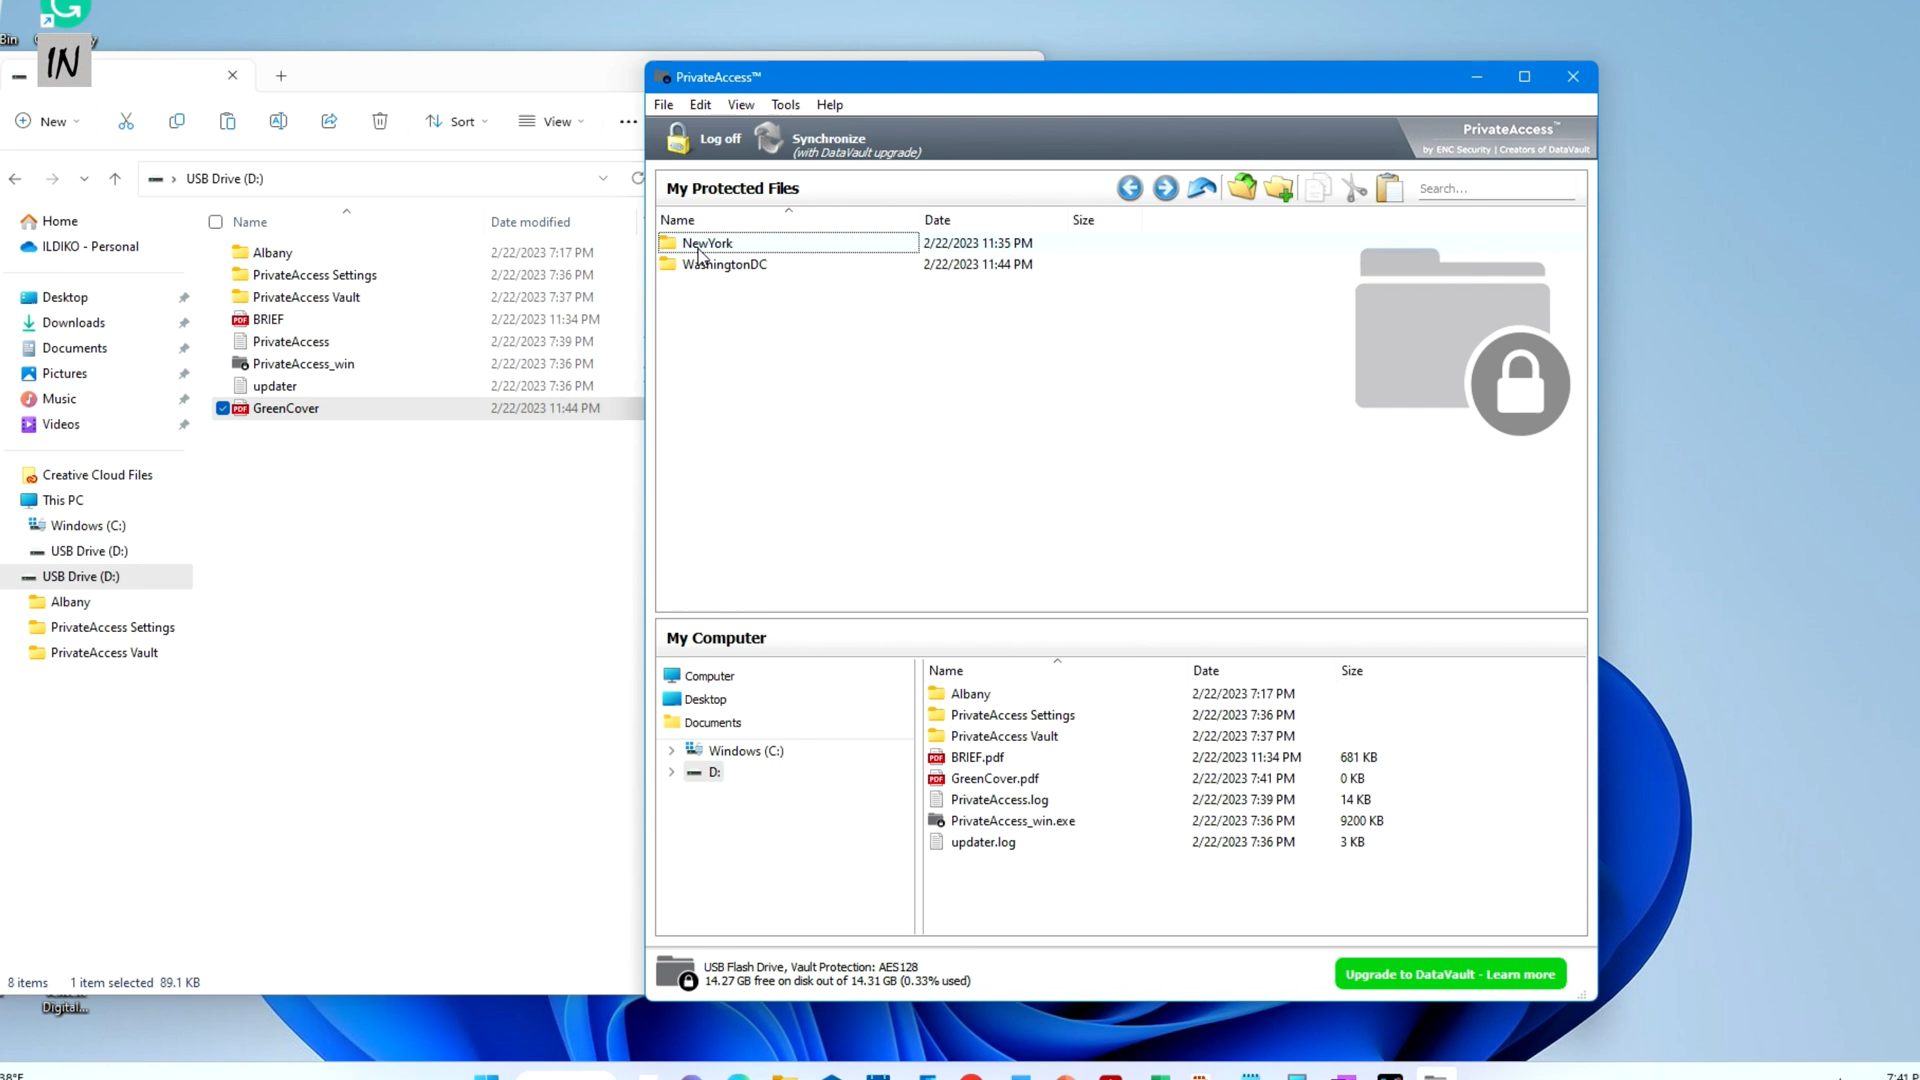 Bin
IN
New
Sort
View
USB Drive (D:)
Home
ILDIKO - Personal
Desktop
Downloads
Documents
Pictures
Music
Videos
Creative Cloud Files
This PC
Windows (C:)
USB Drive (D:)
USB Drive (D:)
Albany
PrivateAccess Settings
PrivateAccess Vault
Name Date modified
Albany 2/22/2023 7:17 PM
PrivateAccess Settings 2/22/2023 7:36 PM
PrivateAccess Vault 2/22/2023 7:37 PM
BRIEF 2/22/2023 11:34 PM
PrivateAccess 2/22/2023 7:39 PM
PrivateAccess_win 2/22/2023 7:36 PM
updater 2/22/2023 7:36 PM
GreenCover 2/22/2023 11:44 PM
8 items 1 item selected 89.1 KB
Digital...
PrivateAccess™
File Edit View Tools Help
Log off
Synchronize
(with DataVault upgrade)
PrivateAccess™
by ENC Security | Creators of DataVault
My Protected Files
Search...
Name Date Size
NewYork 2/22/2023 11:35 PM
WashingtonDC 2/22/2023 11:44 PM
My Computer
Computer
Desktop
Documents
Windows (C:)
D:
Name Date Size
Albany 2/22/2023 7:17 PM
PrivateAccess Settings 2/22/2023 7:36 PM
PrivateAccess Vault 2/22/2023 7:37 PM
BRIEF.pdf 2/22/2023 11:34 PM 681 KB
GreenCover.pdf 2/22/2023 7:41 PM 0 KB
PrivateAccess.log 2/22/2023 7:39 PM 14 KB
PrivateAccess_win.exe 2/22/2023 7:36 PM 9200 KB
updater.log 2/22/2023 7:36 PM 3 KB
USB Flash Drive, Vault Protection: AES128
14.27 GB free on disk out of 14.31 GB (0.33% used)
Upgrade to DataVault - Learn more
38°F
7:41 PM